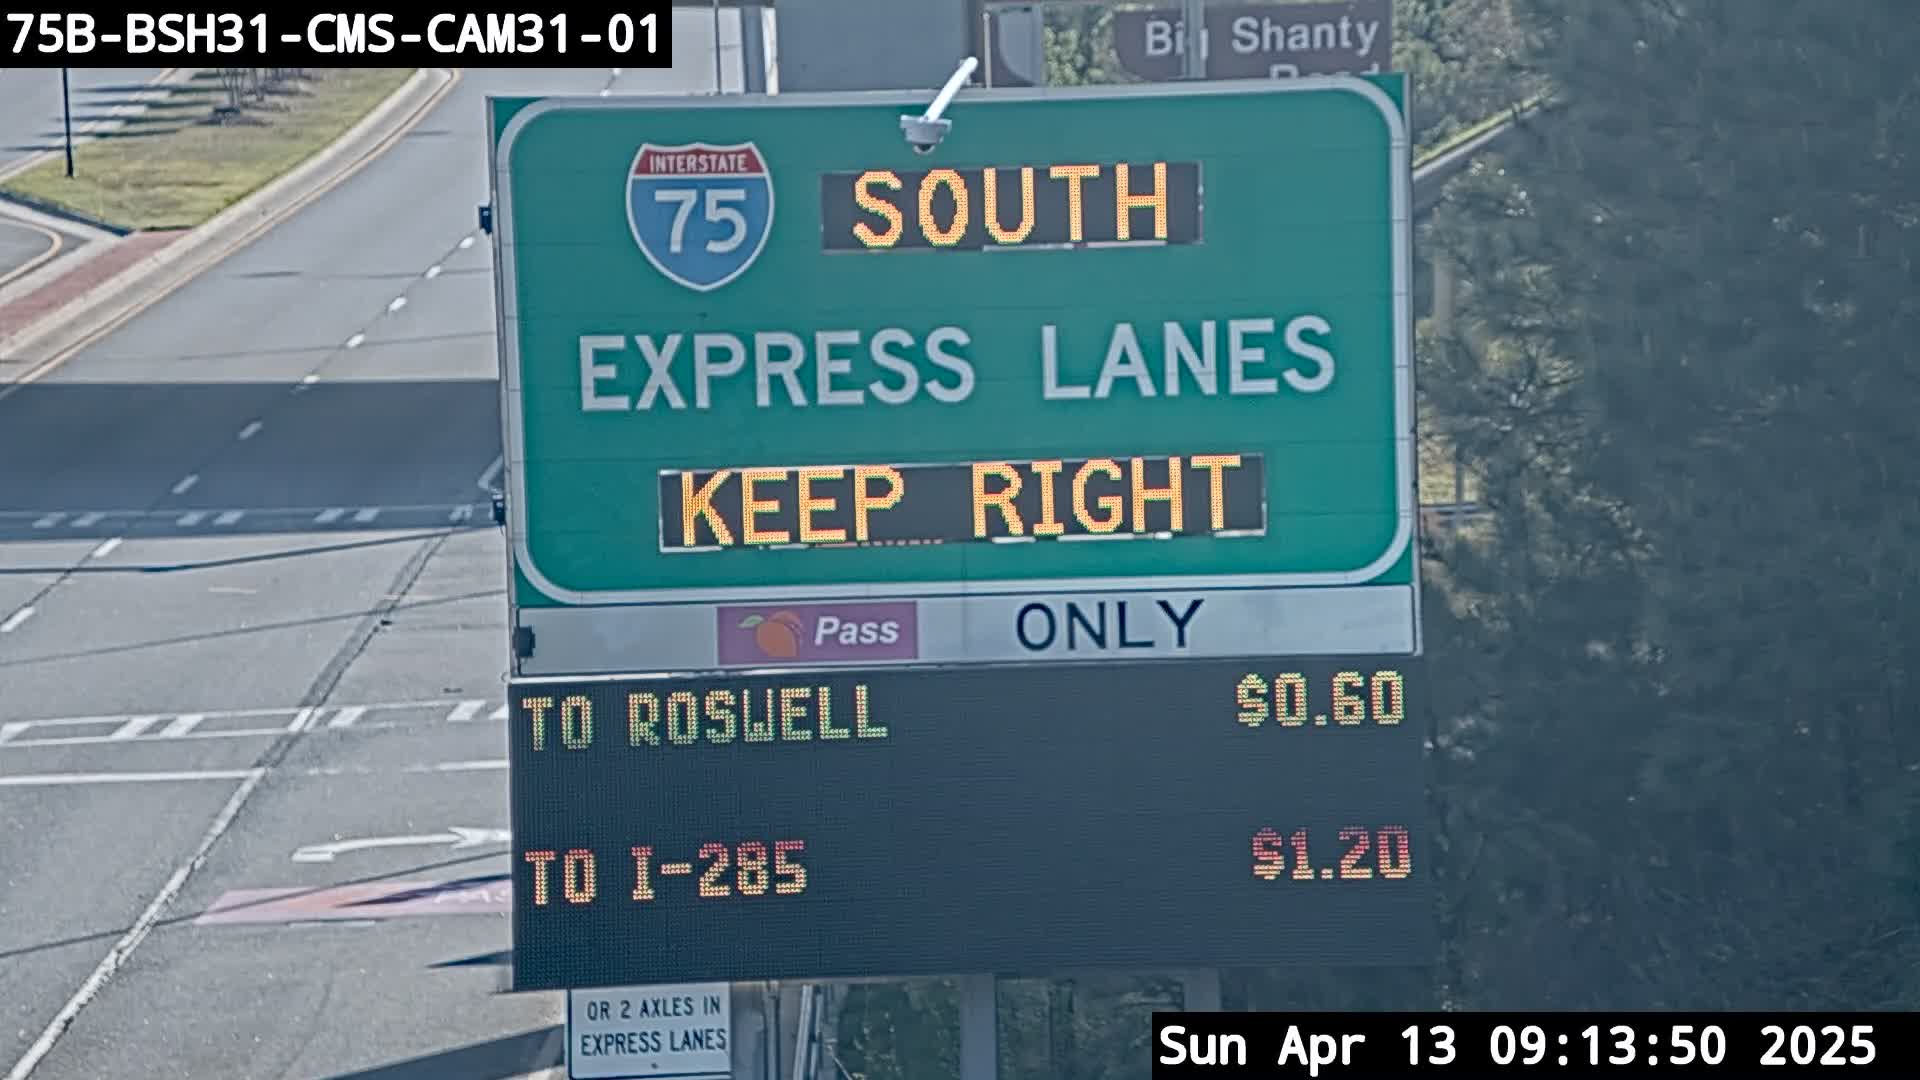 75B-BSH31-CMS-CAM31-01
Big Shanty
Road
INTERSTATE
75
SOUTH
EXPRESS LANES
KEEP RIGHT
Pass
ONLY
TO ROSWELL $0.60
TO I-285 $1.20
OR 2 AXLES IN
EXPRESS LANES
Sun Apr 13 09:13:50 2025